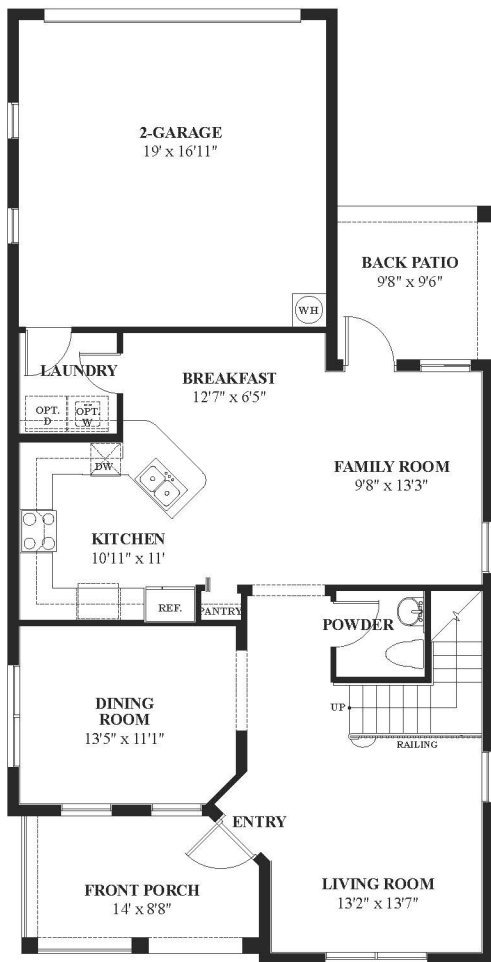 2-GARAGE
19' x 16'11"
WH
BACK PATIO
9'8" x 9'6"
LAUNDRY
OPT.
D
OPT.
W
BREAKFAST
12'7" x 6'5"
DW
FAMILY ROOM
9'8" x 13'3"
KITCHEN
10'11" x 11'
REF.
PANTRY
POWDER
DINING
ROOM
13'5" x 11'1"
UP
RAILING
ENTRY
FRONT PORCH
14' x 8'8"
LIVING ROOM
13'2" x 13'7"